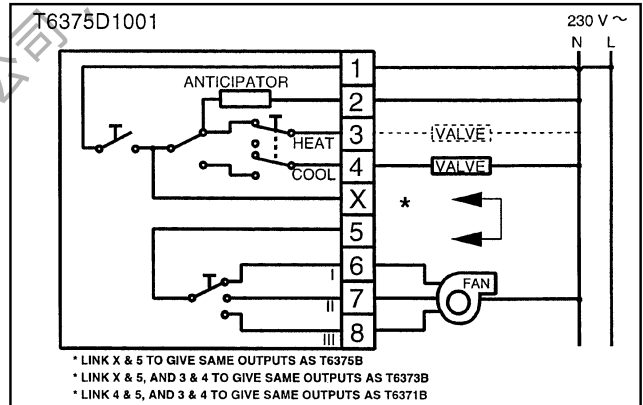 T6375D1001
230 V ~
N L
公司
1
ANTICIPATOR
2
3
HEAT
VALVE
4
COOL
VALVE
X
*
5
6
I
FAN
7
II
8
III
* LINK X & 5 TO GIVE SAME OUTPUTS AS T6375B
* LINK X & 5, AND 3 & 4 TO GIVE SAME OUTPUTS AS T6373B
* LINK 4 & 5, AND 3 & 4 TO GIVE SAME OUTPUTS AS T6371B